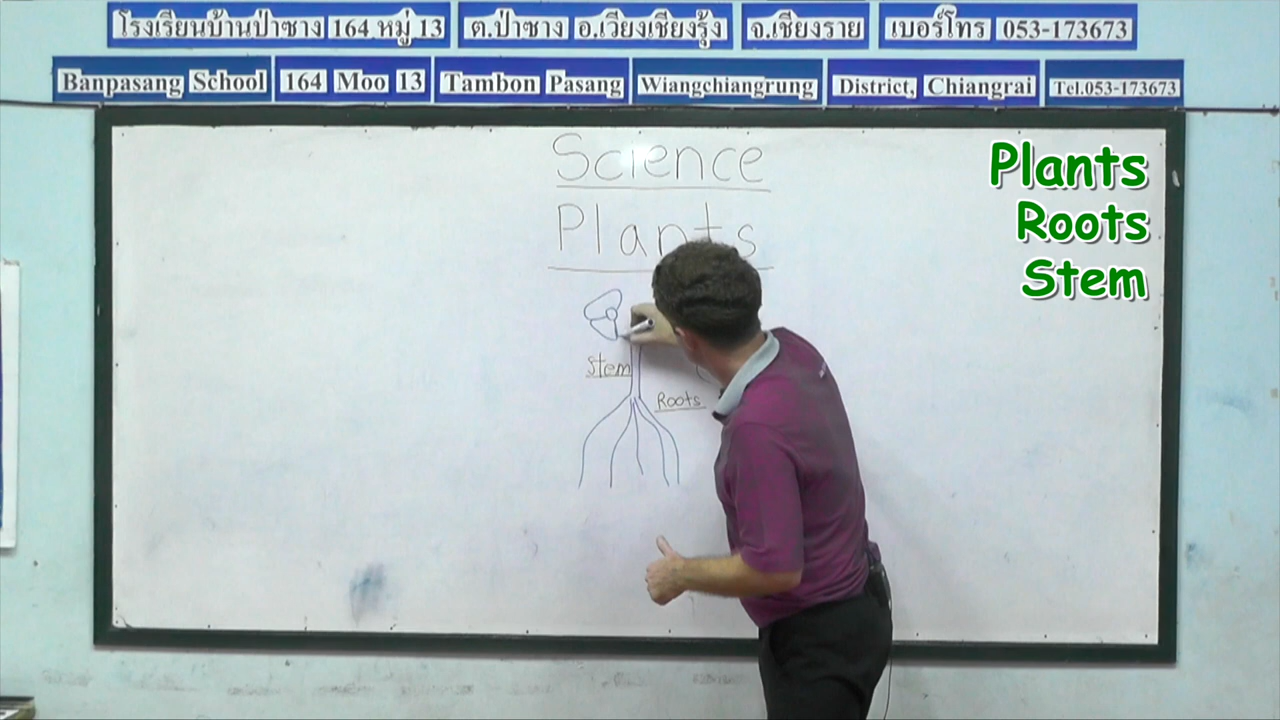 โรงเรียนบ้านป่าซาง 164 หมู่ 13 ต.ป่าซาง อ.เวียงเชียงรุ้ง จ.เชียงราย เบอร์โทร 053-173673
Banpasang School 164 Moo 13 Tambon Pasang Wiangchiangrung District, Chiangrai Tel.053-173673
Science
Plants
Plants
Roots
Stem
Stem
Roots